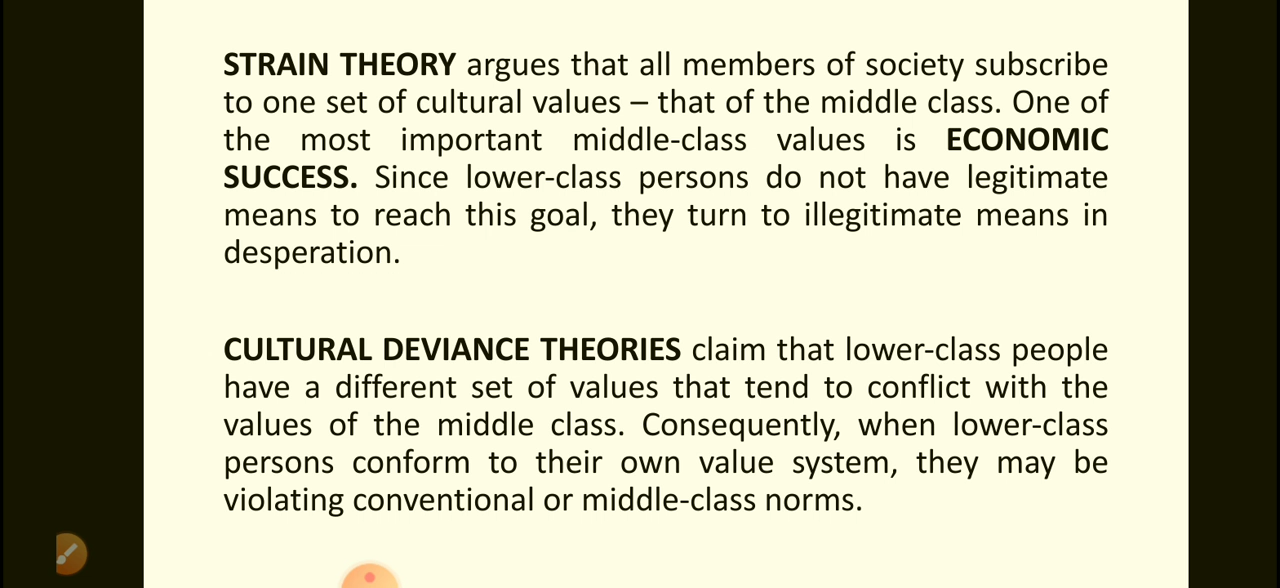 STRAIN THEORY argues that all members of society subscribe
to one set of cultural values – that of the middle class. One of
the most important middle-class values is ECONOMIC
SUCCESS. Since lower-class persons do not have legitimate
means to reach this goal, they turn to illegitimate means in
desperation.
CULTURAL DEVIANCE THEORIES claim that lower-class people
have a different set of values that tend to conflict with the
values of the middle class. Consequently, when lower-class
persons conform to their own value system, they may be
violating conventional or middle-class norms.